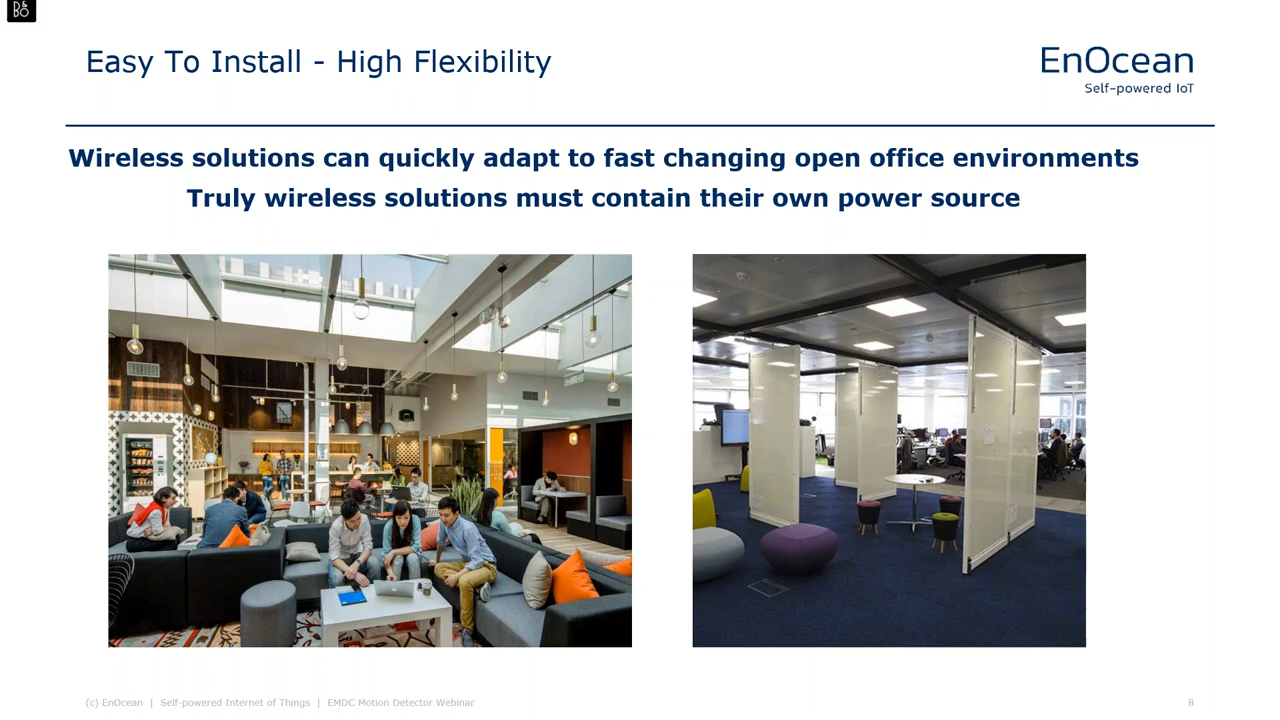 B&O
Easy To Install - High Flexibility
EnOcean
Self-powered IoT
Wireless solutions can quickly adapt to fast changing open office environments
Truly wireless solutions must contain their own power source
(c) EnOcean | Self-powered Internet of Things | EMDC Motion Detector Webinar
8